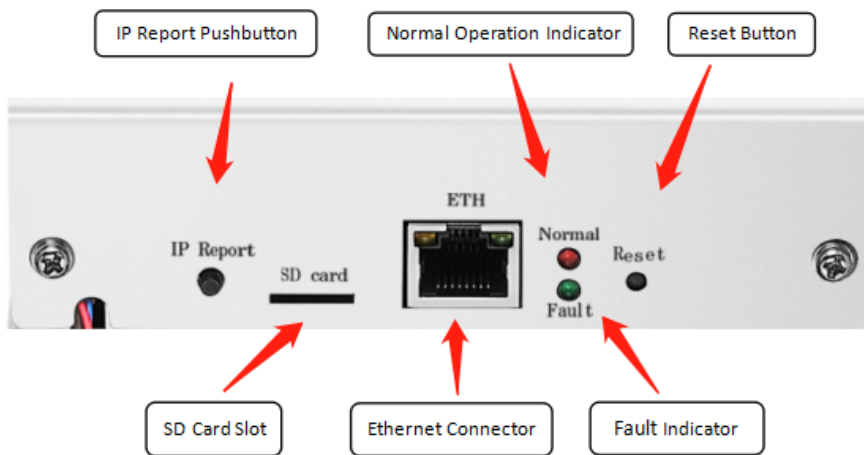 IP Report Pushbutton
Normal Operation Indicator
Reset Button
ETH
Normal
IP Report
Reset
SD card
Fault
SD Card Slot
Ethernet Connector
Fault Indicator